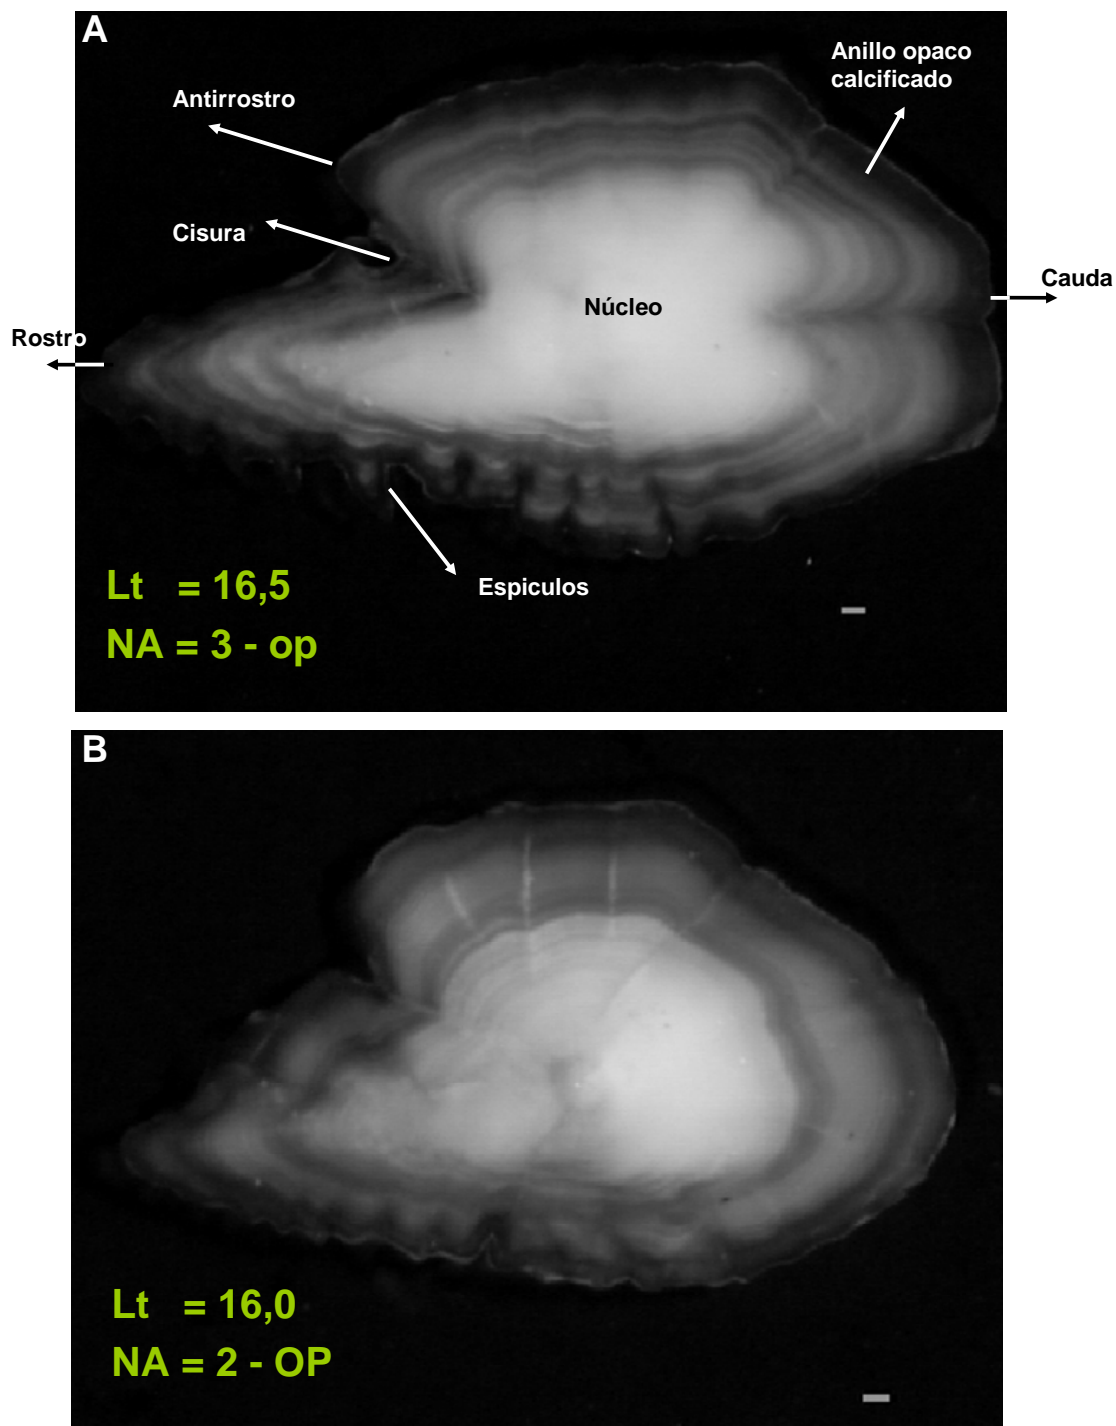 A
Anillo opaco
calcificado
Antirrostro
Cisura
Cauda
Núcleo
Rostro
Espiculos
Lt = 16,5
NA = 3 - op
B
Lt = 16,0
NA = 2 - OP